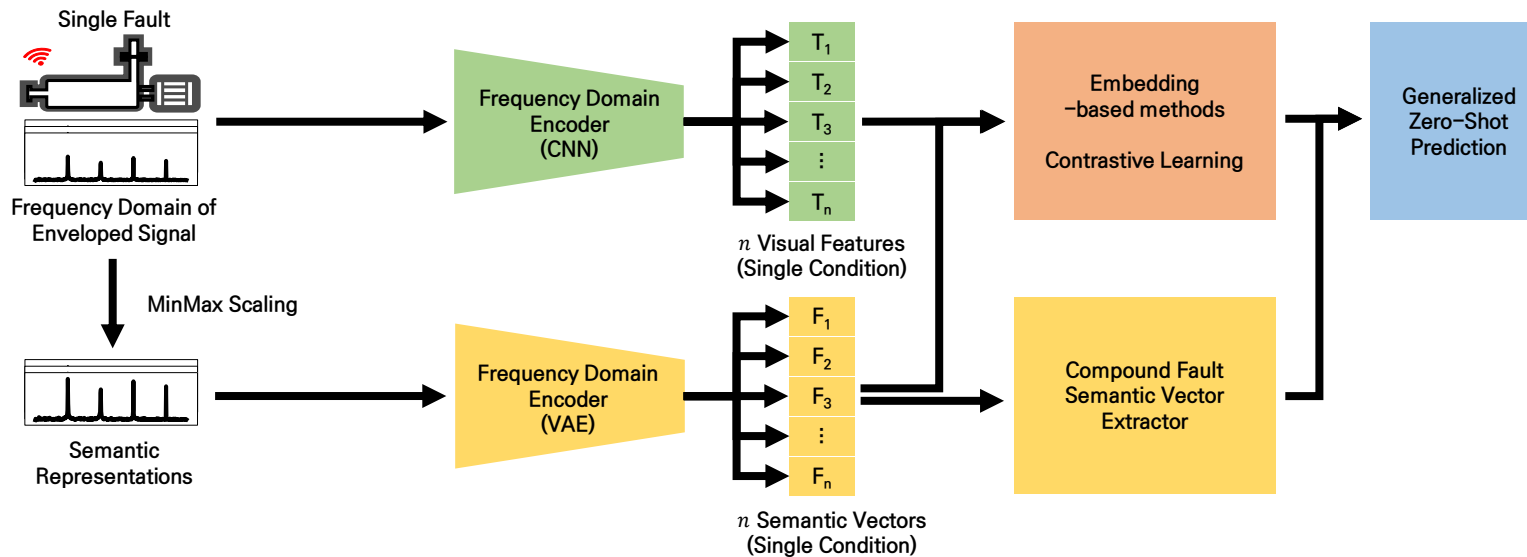 Single Fault
Frequency Domain of
Enveloped Signal
MinMax Scaling
Semantic
Representations
Frequency Domain
Encoder
(CNN)
T₁
T₂
T₃
⋮
Tₙ
n Visual Features
(Single Condition)
Frequency Domain
Encoder
(VAE)
F₁
F₂
F₃
⋮
Fₙ
n Semantic Vectors
(Single Condition)
Embedding
-based methods
Contrastive Learning
Compound Fault
Semantic Vector
Extractor
Generalized
Zero-Shot
Prediction